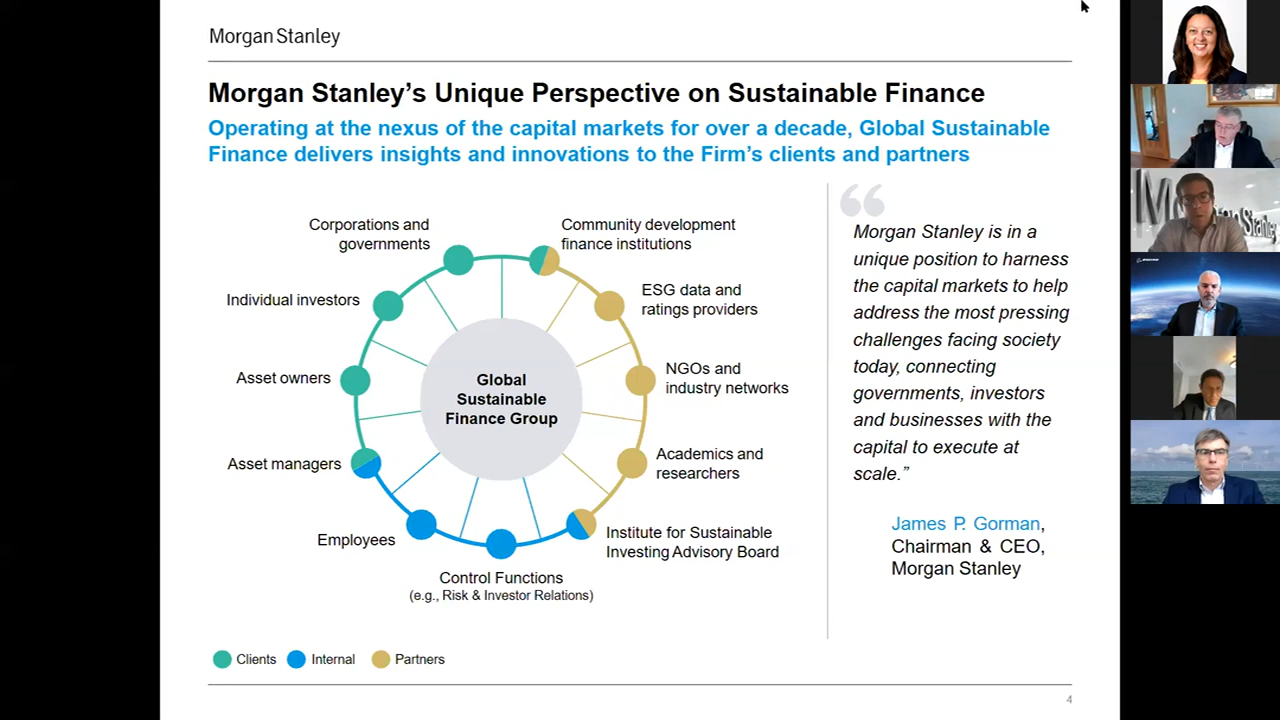 Morgan Stanley
Morgan Stanley’s Unique Perspective on Sustainable Finance
Operating at the nexus of the capital markets for over a decade, Global Sustainable
Finance delivers insights and innovations to the Firm’s clients and partners
Corporations and
governments
Community development
finance institutions
Individual investors
ESG data and
ratings providers
Asset owners
NGOs and
industry networks
Global
Sustainable
Finance Group
Asset managers
Academics and
researchers
Employees
Institute for Sustainable
Investing Advisory Board
Control Functions
(e.g., Risk & Investor Relations)
Clients
Internal
Partners
“
Morgan Stanley is in a
unique position to harness
the capital markets to help
address the most pressing
challenges facing society
today, connecting
governments, investors
and businesses with the
capital to execute at
scale.”
James P. Gorman,
Chairman & CEO,
Morgan Stanley
4
BOEING